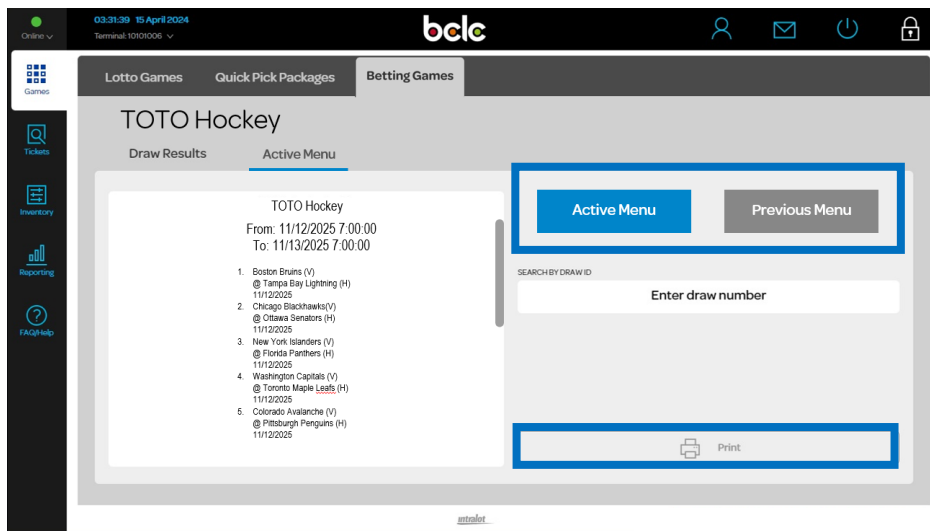 Online
03:31:39 15 April 2024
Terminal: 10101006
bclc
Games
Tickets
Inventory
Reporting
FAQ/Help
Lotto Games
Quick Pick Packages
Betting Games
TOTO Hockey
Draw Results
Active Menu
TOTO Hockey
From: 11/12/2025 7:00:00
To: 11/13/2025 7:00:00
1. Boston Bruins (V)
@ Tampa Bay Lightning (H)
11/12/2025
2. Chicago Blackhawks(V)
@ Ottawa Senators (H)
11/12/2025
3. New York Islanders (V)
@ Florida Panthers (H)
11/12/2025
4. Washington Capitals (V)
@ Toronto Maple Leafs (H)
11/12/2025
5. Colorado Avalanche (V)
@ Pittsburgh Penguins (H)
11/12/2025
Active Menu
Previous Menu
SEARCH BY DRAW ID
Enter draw number
Print
intralot